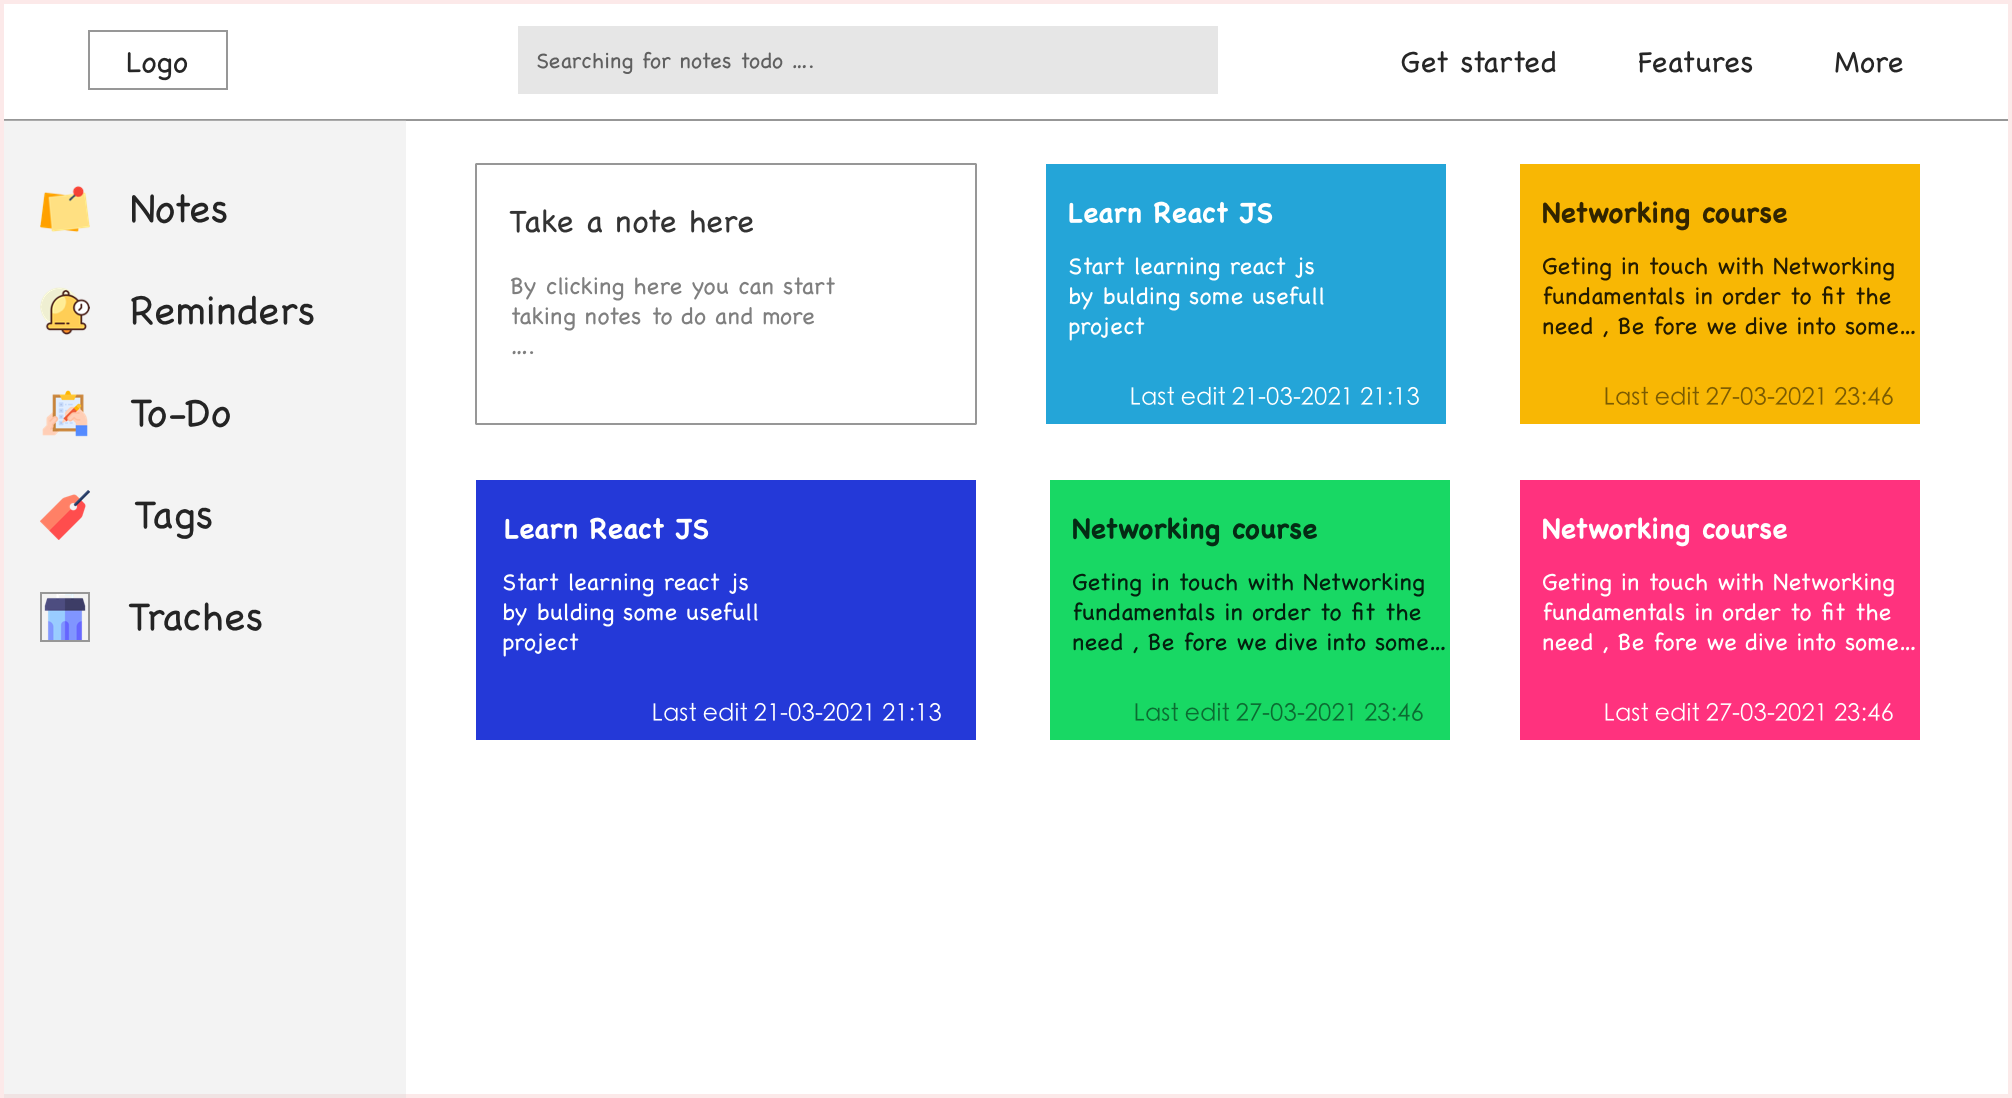 Logo
Searching for notes todo ....
Get started
Features
More
Notes
Reminders
To-Do
Tags
Traches
Take a note here
By clicking here you can start
taking notes to do and more
....
Learn React JS
Start learning react js
by bulding some usefull
project
Last edit 21-03-2021 21:13
Networking course
Geting in touch with Networking
fundamentals in order to fit the
need , Be fore we dive into some...
Last edit 27-03-2021 23:46
Learn React JS
Start learning react js
by bulding some usefull
project
Last edit 21-03-2021 21:13
Networking course
Geting in touch with Networking
fundamentals in order to fit the
need , Be fore we dive into some...
Last edit 27-03-2021 23:46
Networking course
Geting in touch with Networking
fundamentals in order to fit the
need , Be fore we dive into some...
Last edit 27-03-2021 23:46